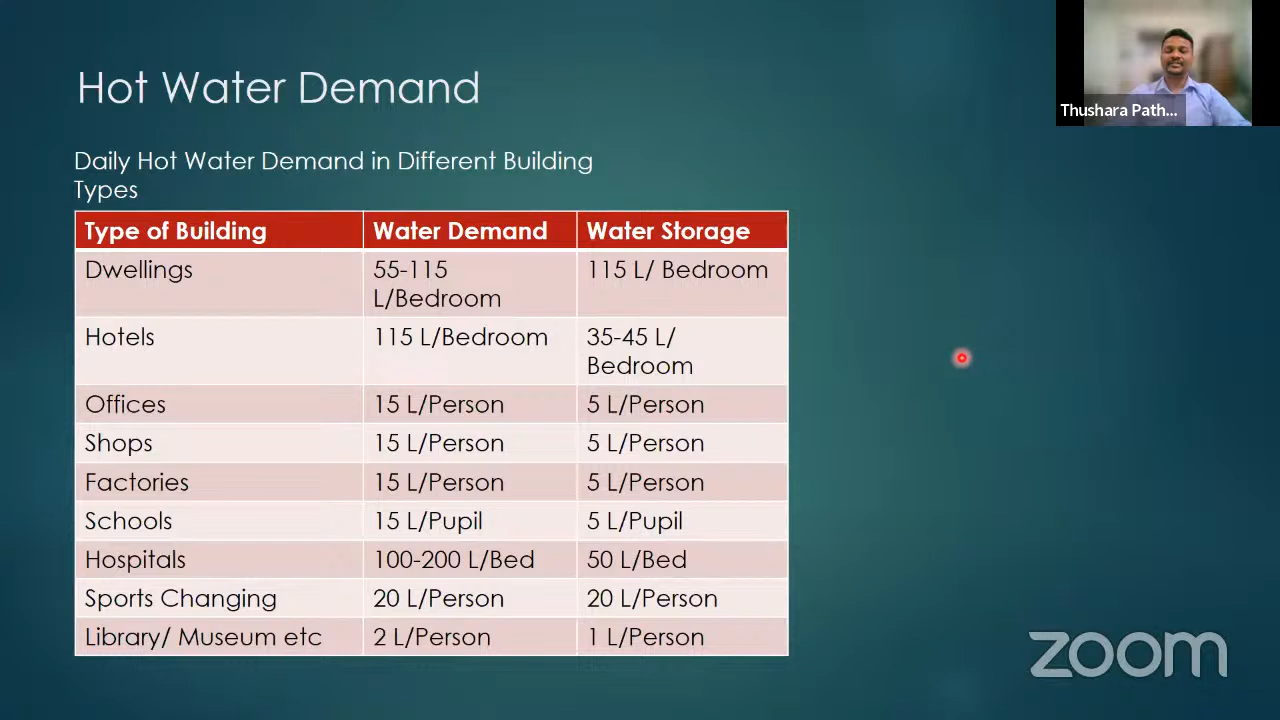 Hot Water Demand
Thushara Path...
Daily Hot Water Demand in Different Building
Types
Type of Building Water Demand Water Storage
Dwellings 55-115 L/Bedroom 115 L/ Bedroom
Hotels 115 L/Bedroom 35-45 L/ Bedroom
Offices 15 L/Person 5 L/Person
Shops 15 L/Person 5 L/Person
Factories 15 L/Person 5 L/Person
Schools 15 L/Pupil 5 L/Pupil
Hospitals 100-200 L/Bed 50 L/Bed
Sports Changing 20 L/Person 20 L/Person
Library/ Museum etc 2 L/Person 1 L/Person
zoom